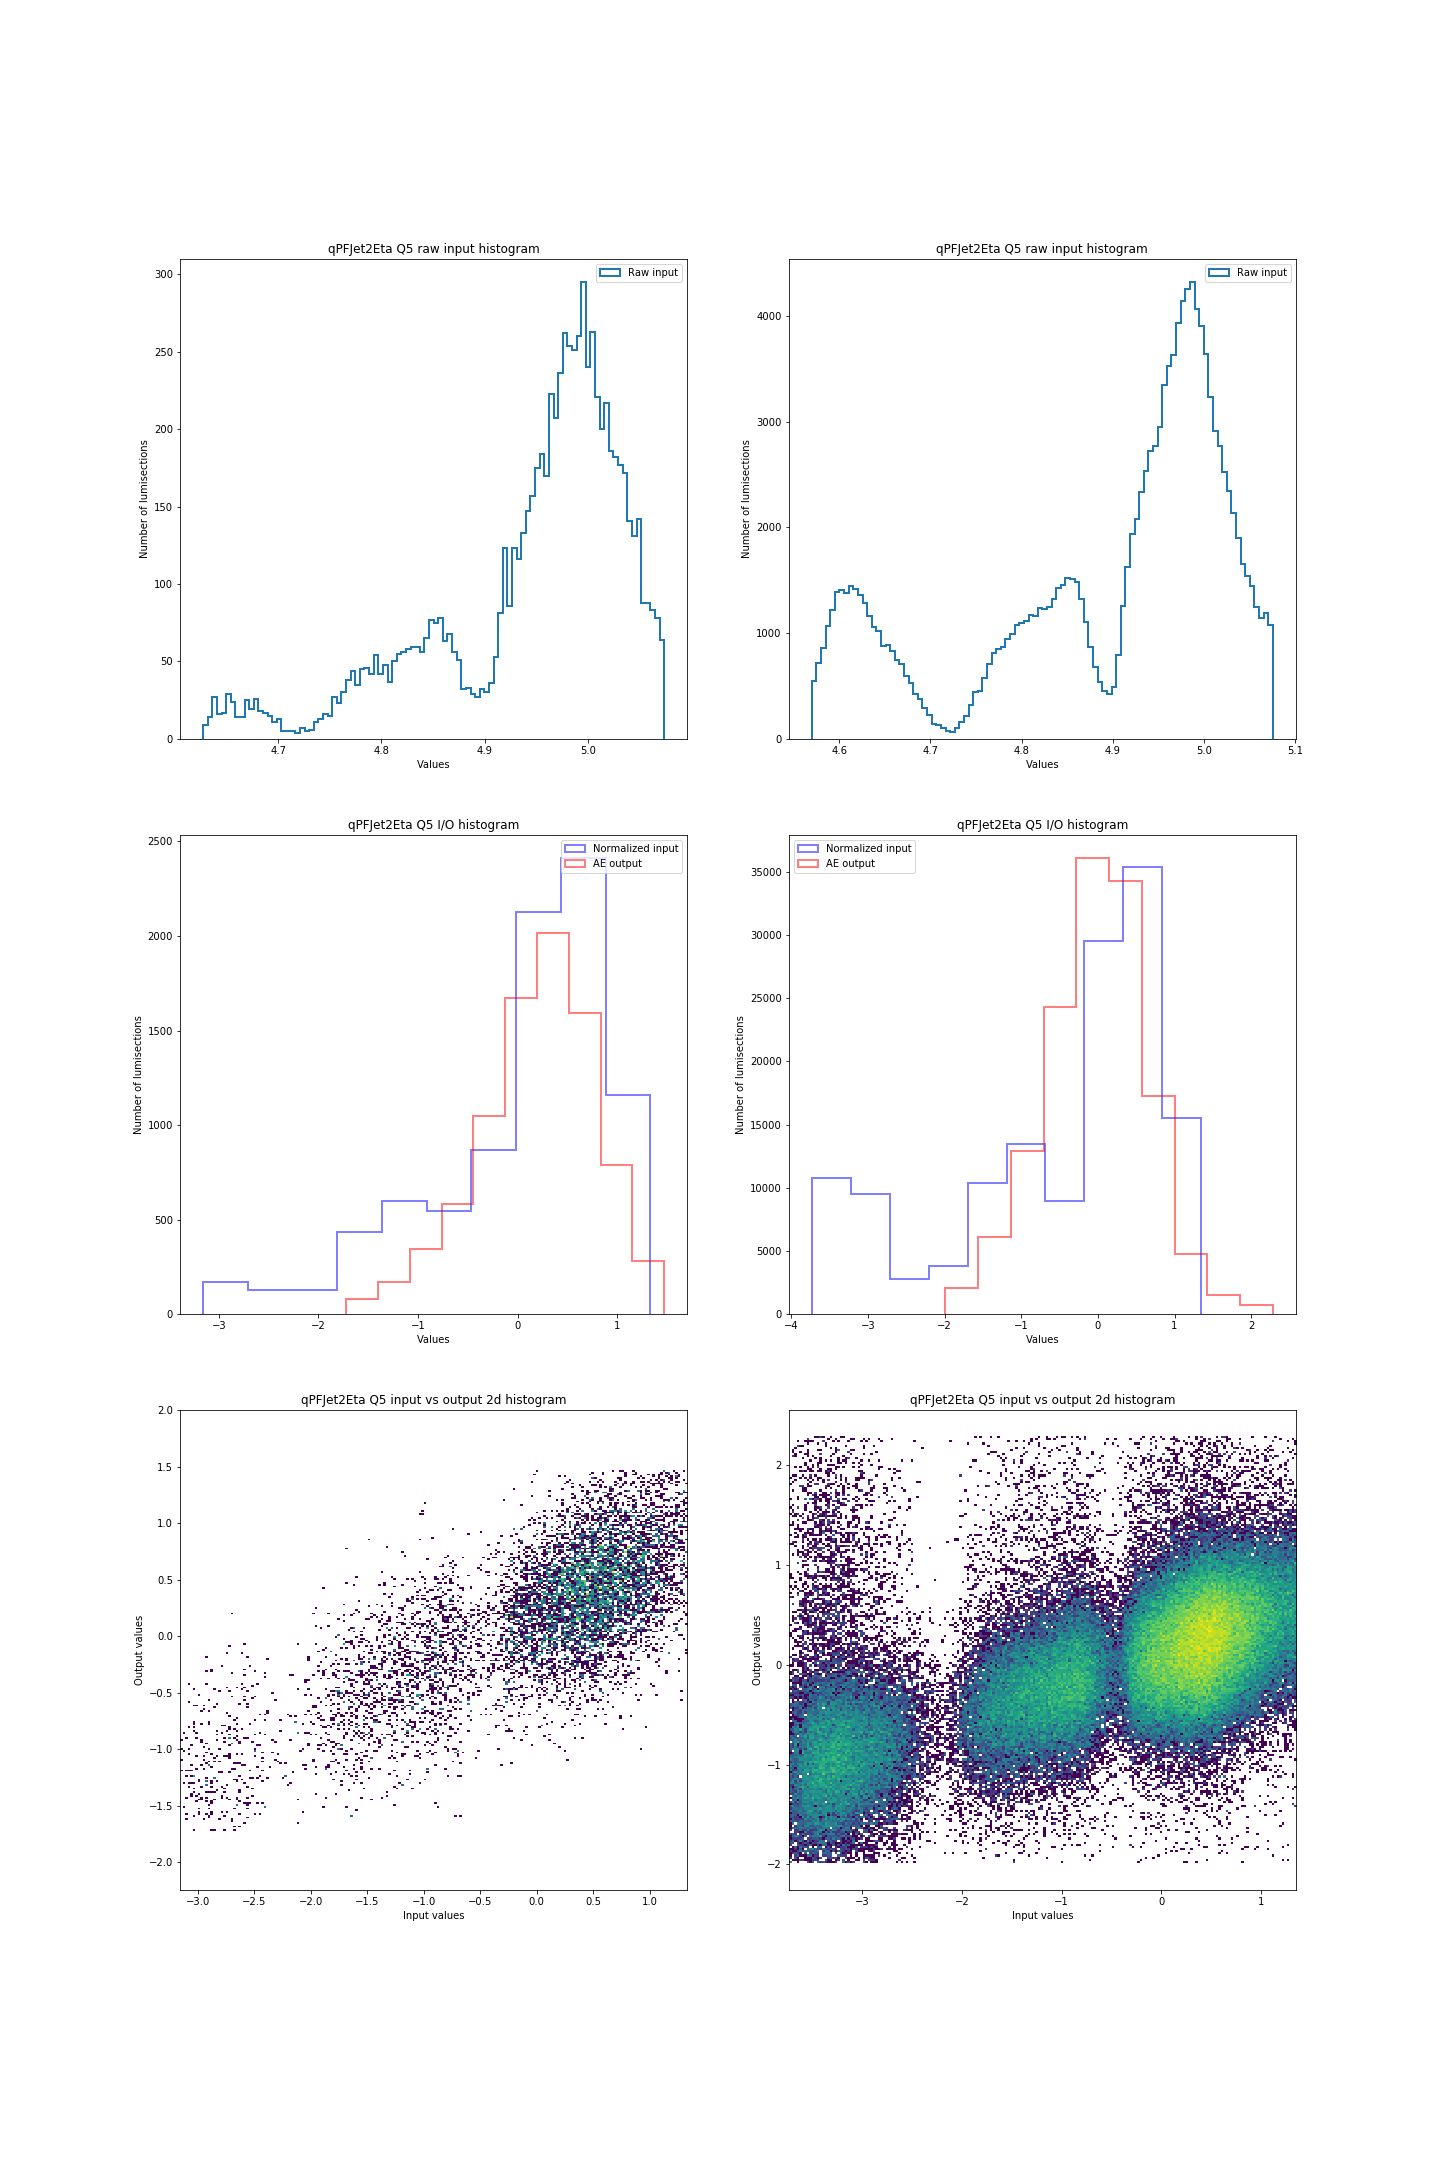 qPFJet2Eta Q5 raw input histogram
Raw input
Number of lumisections
300
250
200
150
100
50
0
4.7 4.8 4.9 5.0
Values
qPFJet2Eta Q5 raw input histogram
Raw input
Number of lumisections
4000
3000
2000
1000
0
4.6 4.7 4.8 4.9 5.0 5.1
Values
qPFJet2Eta Q5 I/O histogram
Normalized input
AE output
Number of lumisections
2500
2000
1500
1000
500
0
−3 −2 −1 0 1
Values
qPFJet2Eta Q5 I/O histogram
Normalized input
AE output
Number of lumisections
35000
30000
25000
20000
15000
10000
5000
0
−4 −3 −2 −1 0 1 2
Values
qPFJet2Eta Q5 input vs output 2d histogram
Output values
2.0
1.5
1.0
0.5
0.0
−0.5
−1.0
−1.5
−2.0
−3.0 −2.5 −2.0 −1.5 −1.0 −0.5 0.0 0.5 1.0
Input values
qPFJet2Eta Q5 input vs output 2d histogram
Output values
2
1
0
−1
−2
−3 −2 −1 0 1
Input values